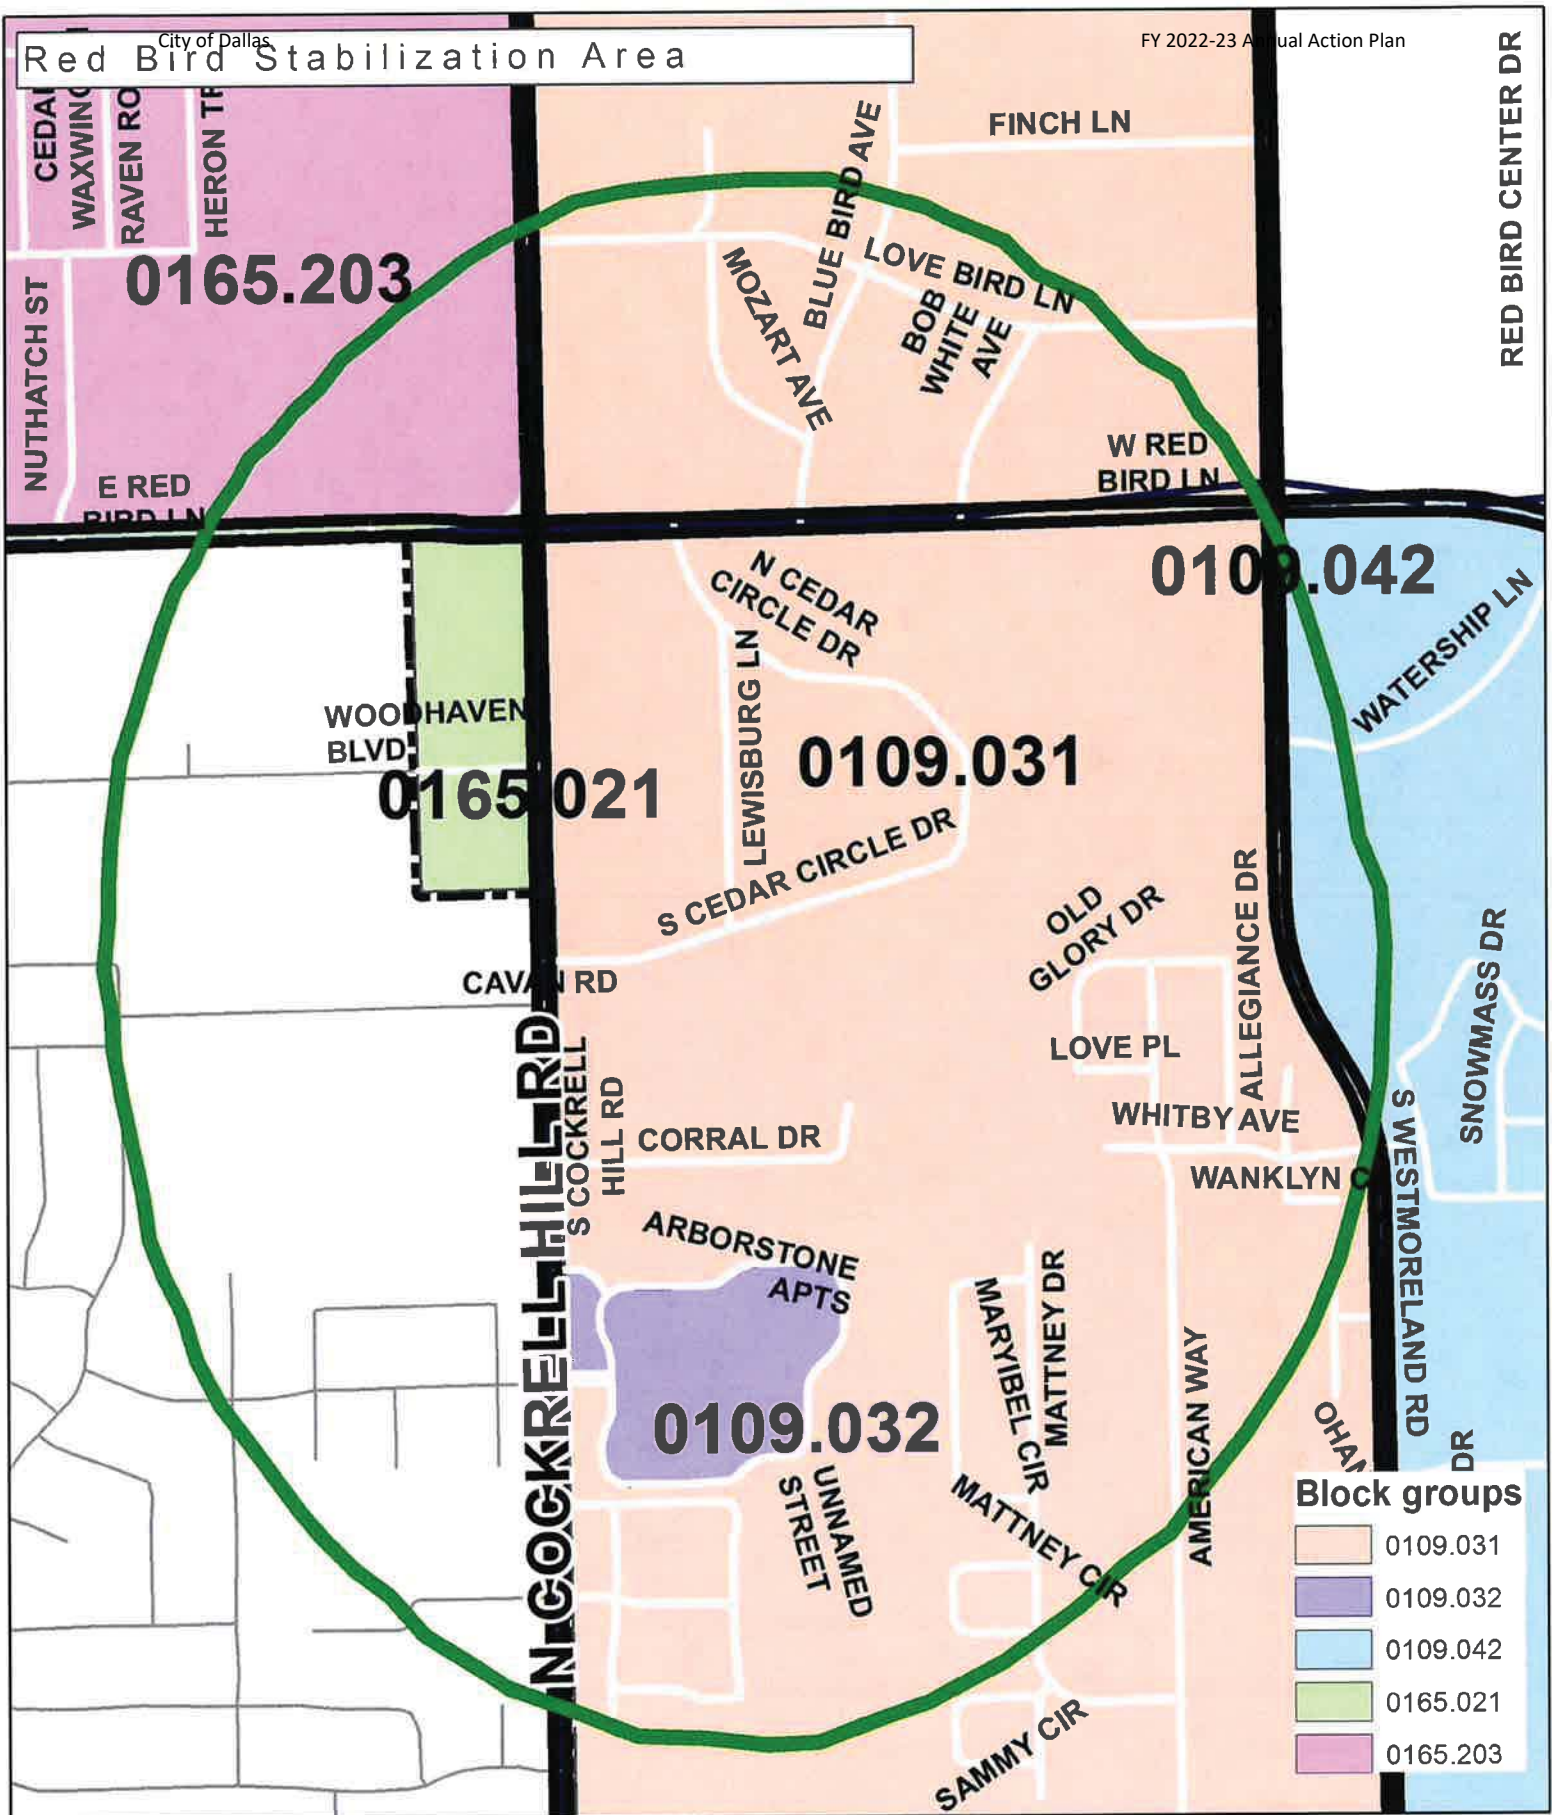 City of Dallas
FY 2022-23 Annual Action Plan
Red Bird Stabilization Area
RED BIRD CENTER DR
WAXWING
RAVEN RO
HERON TR
FINCH LN
BLUE BIRD AVE
LOVE BIRD LN
MOZART AVE
BOB
WHITE
AVE
0165.203
NUTHATCH ST
E RED
BIRD LN
W RED
BIRD LN
0109.042
WATERSHIP LN
N CEDAR
CIRCLE DR
LEWISBURG LN
WOODHAVEN
BLVD
0165.021
0109.031
S CEDAR CIRCLE DR
OLD
GLORY DR
ALLEGIANCE DR
SNOWMASS DR
CAVAN RD
LOVE PL
N COCKRELL HILL RD
S COCKRELL
HILL RD
CORRAL DR
WHITBY AVE
WANKLYN C
S WESTMORELAND RD
ARBORSTONE
APTS
MARYIBEL CIR
MATTNEY DR
AMERICAN WAY
0109.032
OHAN
DR
UNNAMED
STREET
MATTNEY CIR
SAMMY CIR
Block groups
0109.031
0109.032
0109.042
0165.021
0165.203